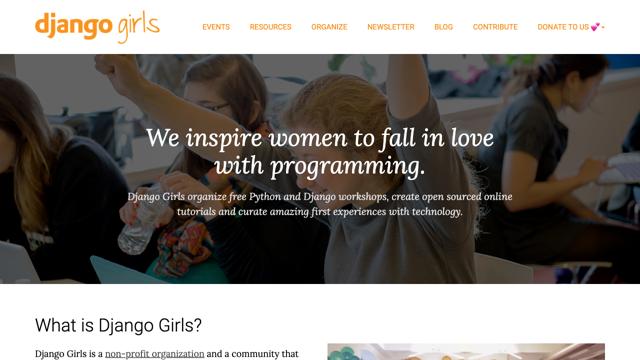 django girls
EVENTS
RESOURCES
ORGANIZE
NEWSLETTER
BLOG
CONTRIBUTE
DONATE TO US 💕
We inspire women to fall in love
with programming.
Django Girls organize free Python and Django workshops, create open sourced online
tutorials and curate amazing first experiences with technology.
What is Django Girls?
Django Girls is a non-profit organization and a community that